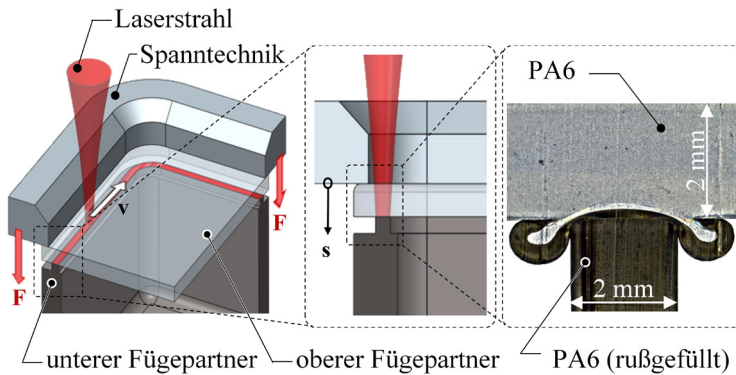 Laserstrahl
Spanntechnik
v
F
F
unterer Fügepartner
oberer Fügepartner
s
PA6
2 mm
2 mm
PA6 (rußgefüllt)